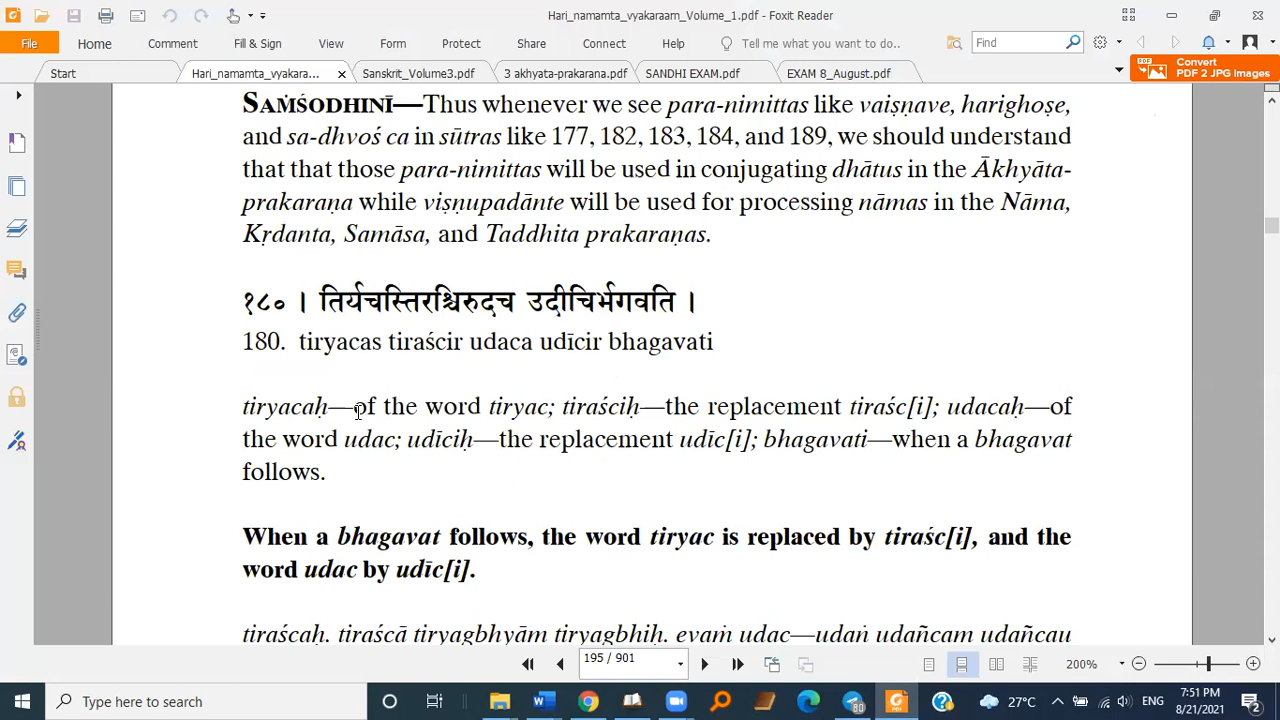 Hari_namamta_vyakaraam_Volume_1.pdf - Foxit Reader
File Home Comment Fill & Sign View Form Protect Share Connect Help Tell me what you want to do.. Find
Start Hari_namamta_vyakara... Sanskrit_Volume3.pdf 3 akhyata-prakarana.pdf SANDHI EXAM.pdf EXAM 8_August.pdf
Convert
PDF 2 JPG Images
SAṀŚODHINĪ—Thus whenever we see para-nimittas like vaiṣṇave, harighoṣe,
and sa-dhvoś ca in sūtras like 177, 182, 183, 184, and 189, we should understand
that that those para-nimittas will be used in conjugating dhātus in the Ākhyāta-
prakaraṇa while viṣṇupadānte will be used for processing nāmas in the Nāma,
Kṛdanta, Samāsa, and Taddhita prakaraṇas.
१८० । तिर्यचस्तिरश्चिरुदच उदीचिर्भगवति ।
180. tiryacas tiraścir udaca udīcir bhagavati
tiryacaḥ—of the word tiryac; tiraściḥ—the replacement tiraśc[i]; udacaḥ—of
the word udac; udīciḥ—the replacement udīc[i]; bhagavati—when a bhagavat
follows.
When a bhagavat follows, the word tiryac is replaced by tiraśc[i], and the
word udac by udīc[i].
tiraścaḥ. tiraścā tiryagbhyām tiryagbhiḥ. evaṁ udac—udaṅ udañcam udañcau
195 / 901 200%
Type here to search 80 27°C ENG 7:51 PM
8/21/2021 2